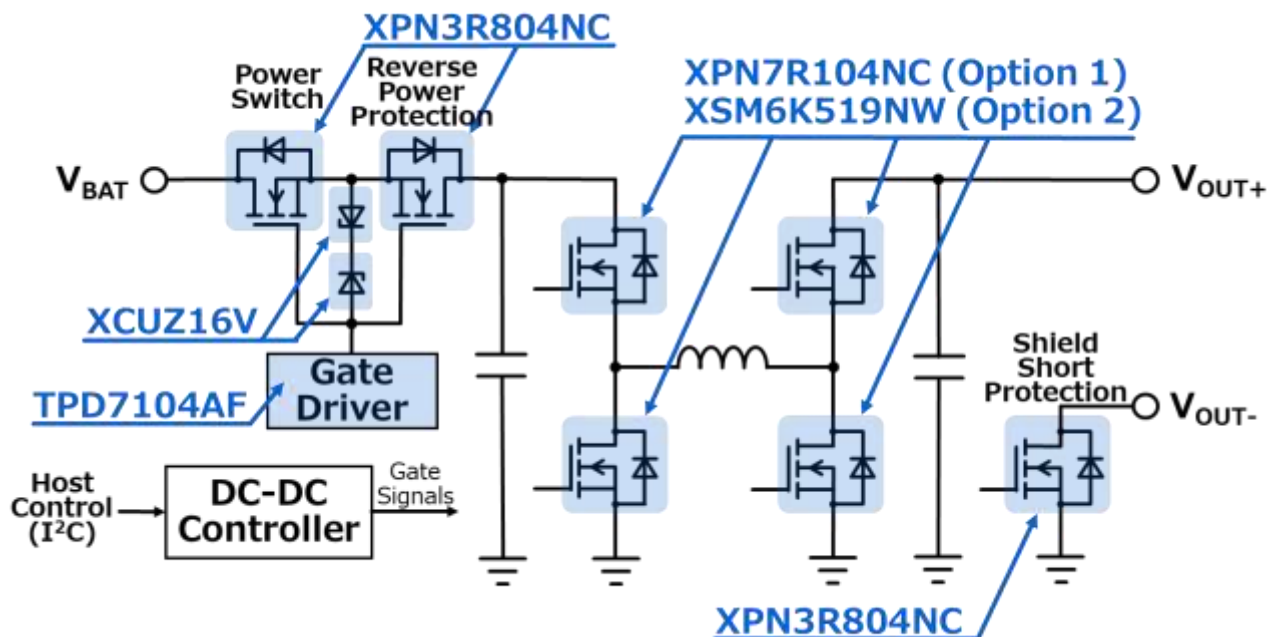 XPN3R804NC
Power
Switch
Reverse
Power
Protection
XPN7R104NC (Option 1)
XSM6K519NW (Option 2)
VBAT
VOUT+
XCUZ16V
Gate
Driver
TPD7104AF
Shield
Short
Protection
VOUT-
Host
Control
(I²C)
DC-DC
Controller
Gate
Signals
XPN3R804NC